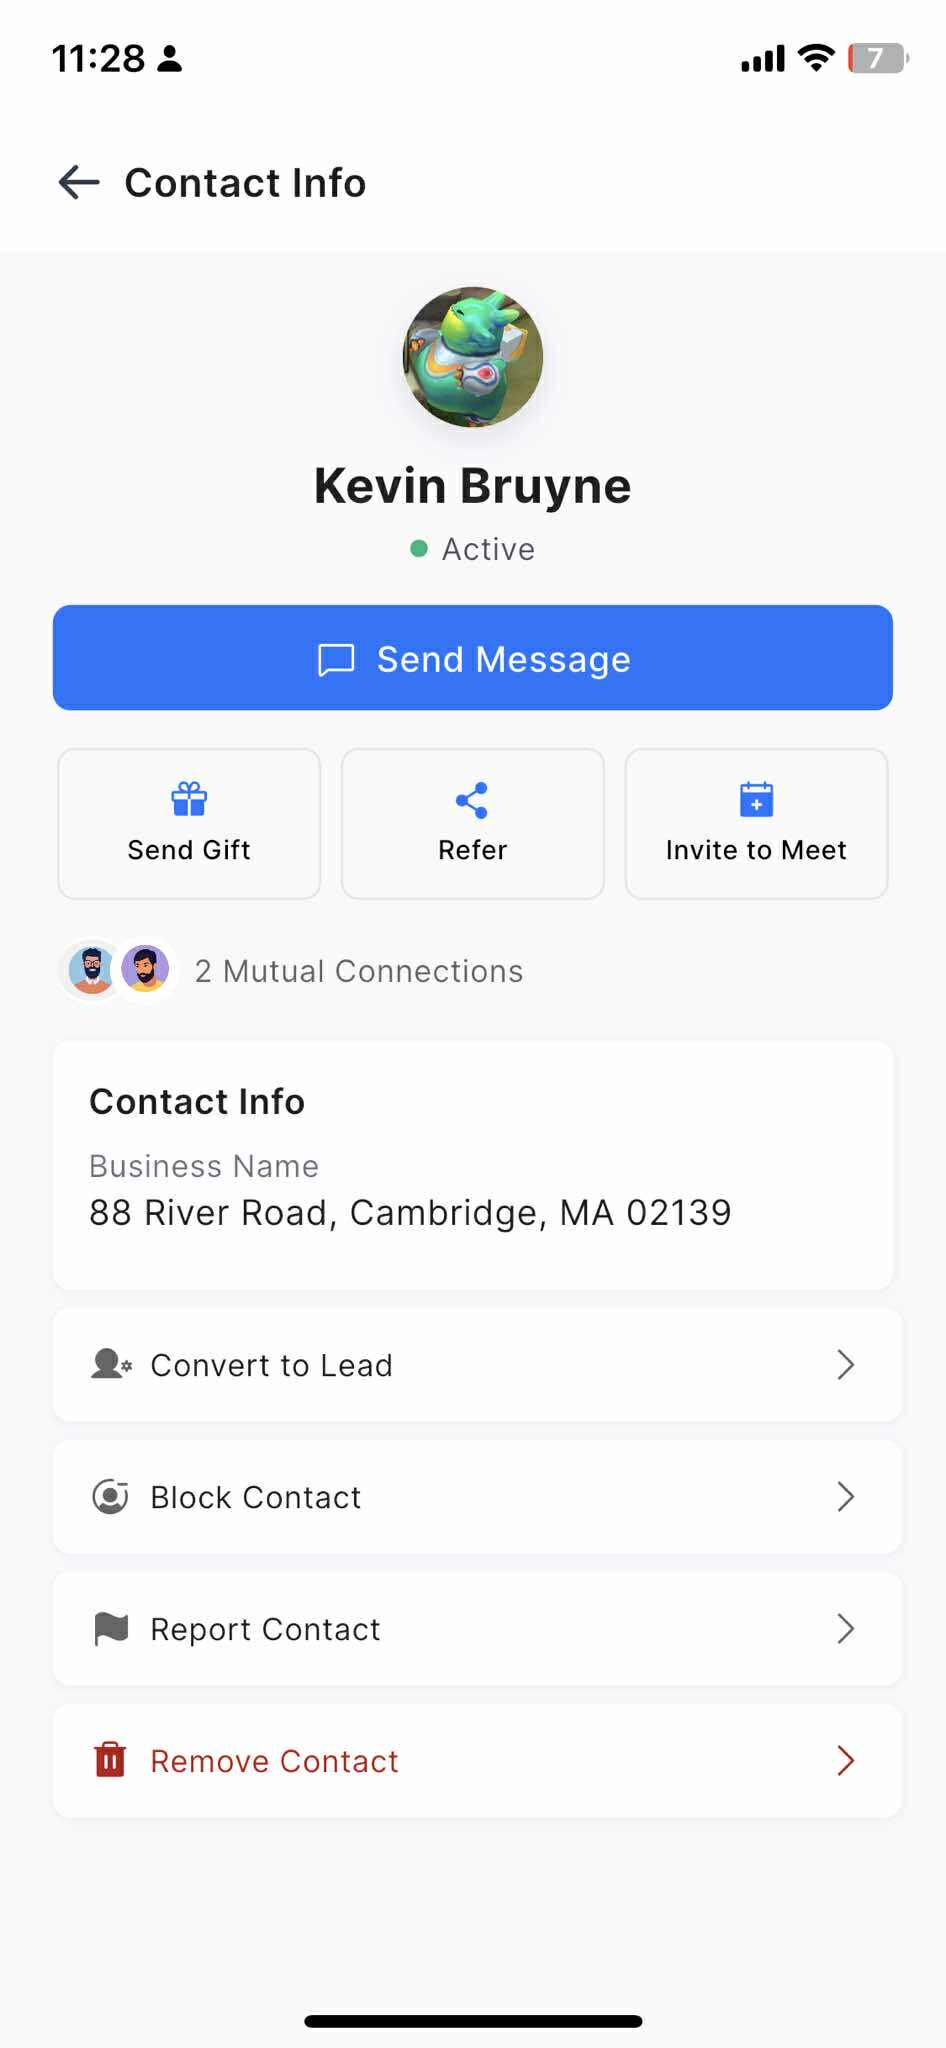 11:28
7
Contact Info
Kevin Bruyne
Active
Send Message
Send Gift
Refer
Invite to Meet
2 Mutual Connections
Contact Info
Business Name
88 River Road, Cambridge, MA 02139
Convert to Lead
Block Contact
Report Contact
Remove Contact